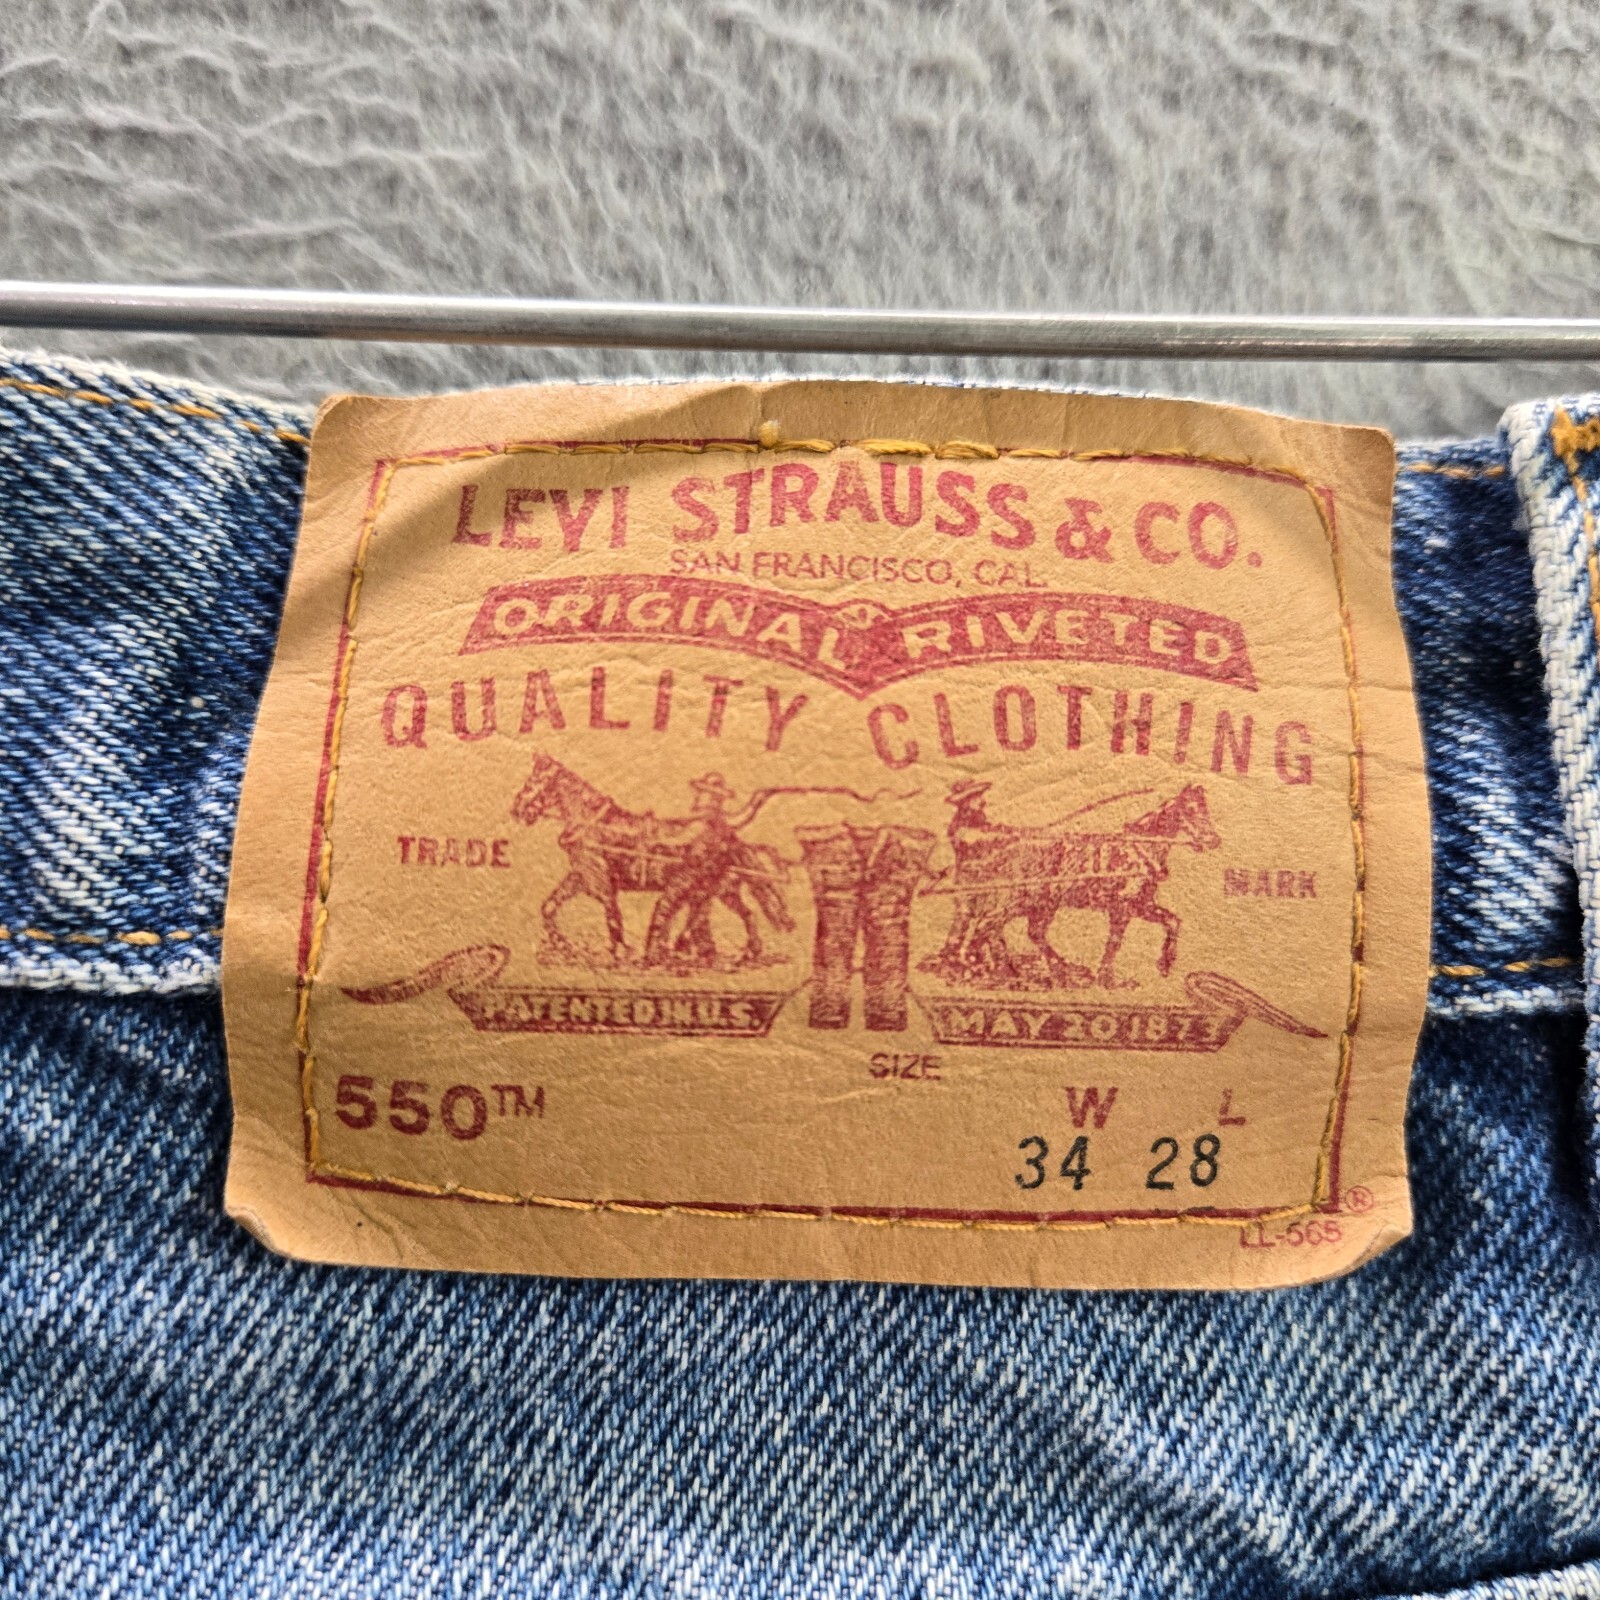 LEVI STRAUSS & CO.
SAN FRANCISCO, CAL.
ORIGINAL RIVETED
QUALITY CLOTHING
TRADE MARK
PATENTED IN U.S. MAY 20 1873
SIZE
550™ W L
34 28
®
LL-565